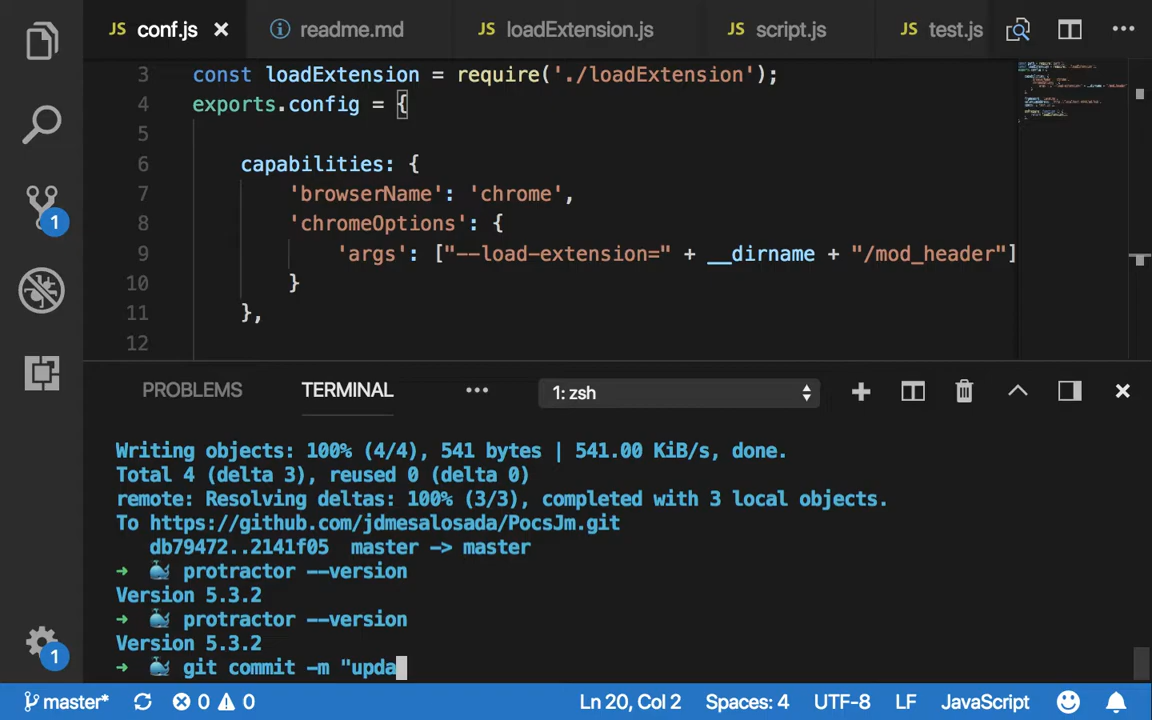 JS conf.js × readme.md JS loadExtension.js JS script.js JS test.js
3 const loadExtension = require('./loadExtension');
4 exports.config = {
5
6 capabilities: {
7 'browserName': 'chrome',
8 'chromeOptions': {
9 'args': ["--load-extension=" + __dirname + "/mod_header"]
10 }
11 },
12
PROBLEMS TERMINAL ••• 1: zsh
Writing objects: 100% (4/4), 541 bytes | 541.00 KiB/s, done.
Total 4 (delta 3), reused 0 (delta 0)
remote: Resolving deltas: 100% (3/3), completed with 3 local objects.
To https://github.com/jdmesalosada/PocsJm.git
db79472..2141f05 master -> master
➜ 🐳 protractor --version
Version 5.3.2
➜ 🐳 protractor --version
Version 5.3.2
➜ 🐳 git commit -m "upda
1
1
master* 0 0 Ln 20, Col 2 Spaces: 4 UTF-8 LF JavaScript